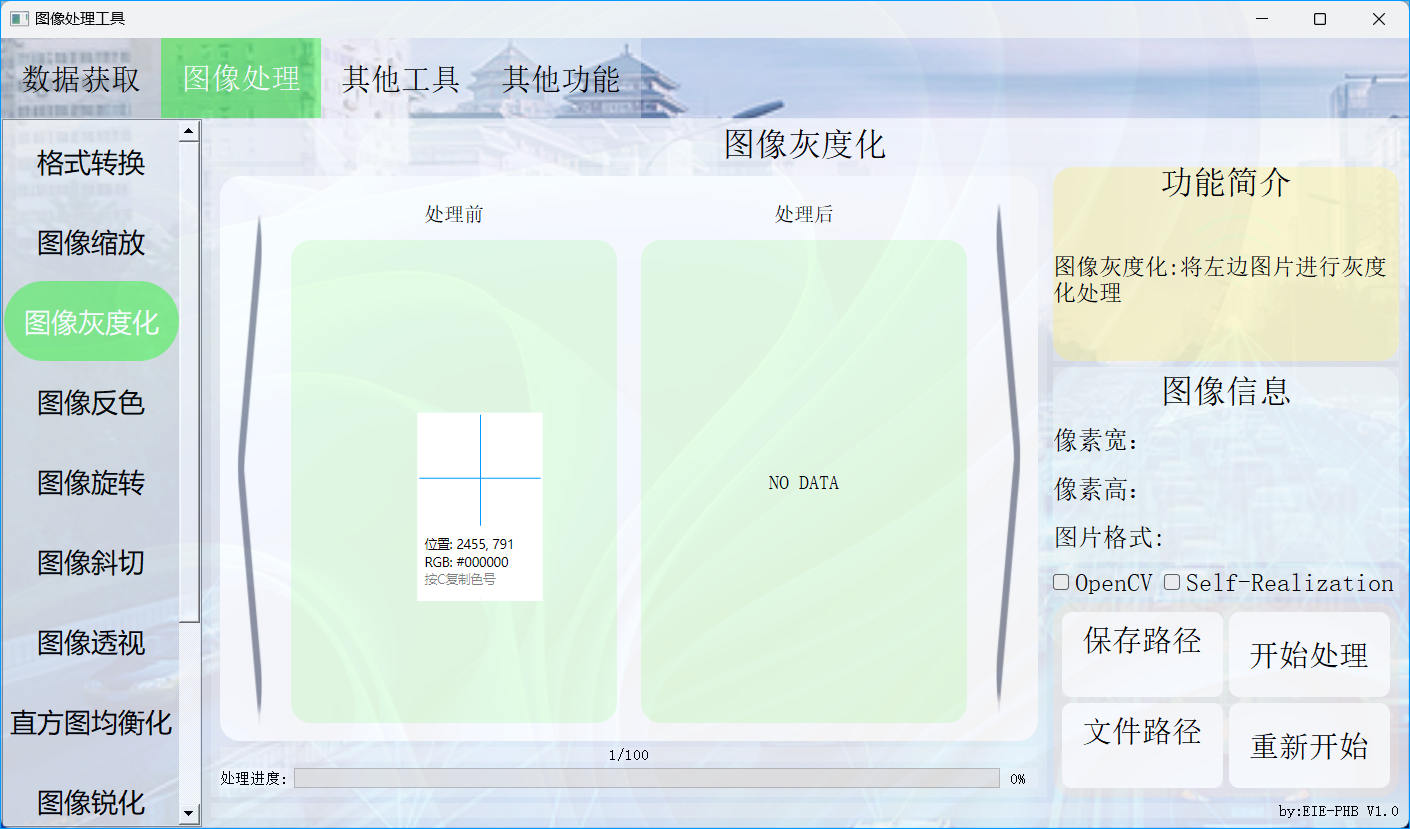 图像处理工具
数据获取
图像处理
其他工具
其他功能
格式转换
图像缩放
图像灰度化
图像反色
图像旋转
图像斜切
图像透视
直方图均衡化
图像锐化
图像灰度化
处理前
处理后
位置: 2455, 791
RGB: #000000
按C复制色号
NO DATA
1/100
处理进度:
0%
功能简介
图像灰度化:将左边图片进行灰度
化处理
图像信息
像素宽:
像素高:
图片格式:
OpenCV
Self-Realization
保存路径
开始处理
文件路径
重新开始
by:EIE-PHB V1.0